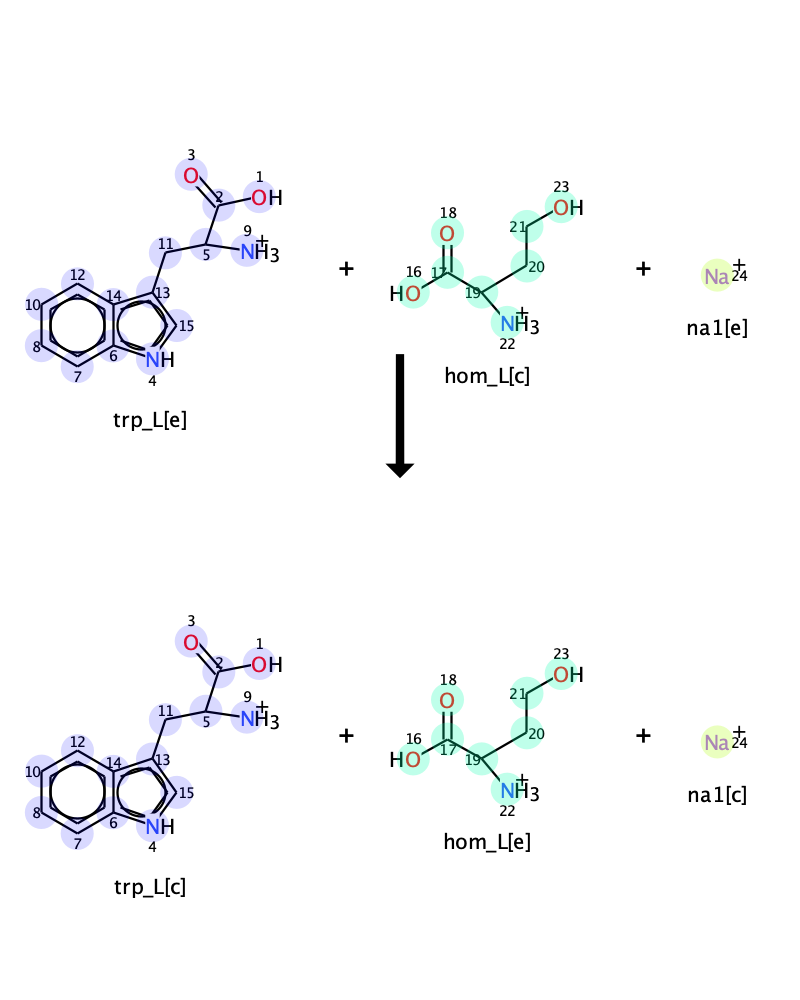 3
1
O
2
OH
9
11
NH3+
5
12
10
14
13
15
8
6
NH
7
4
trp_L[e]
+
23
18
OH
O
21
16
17
20
HO
19
NH3+
22
hom_L[c]
+
Na+
24
na1[e]
3
1
O
2
OH
9
11
NH3+
5
12
10
14
13
15
8
6
NH
7
4
trp_L[c]
+
23
18
OH
O
21
16
17
20
HO
19
NH3+
22
hom_L[e]
+
Na+
24
na1[c]